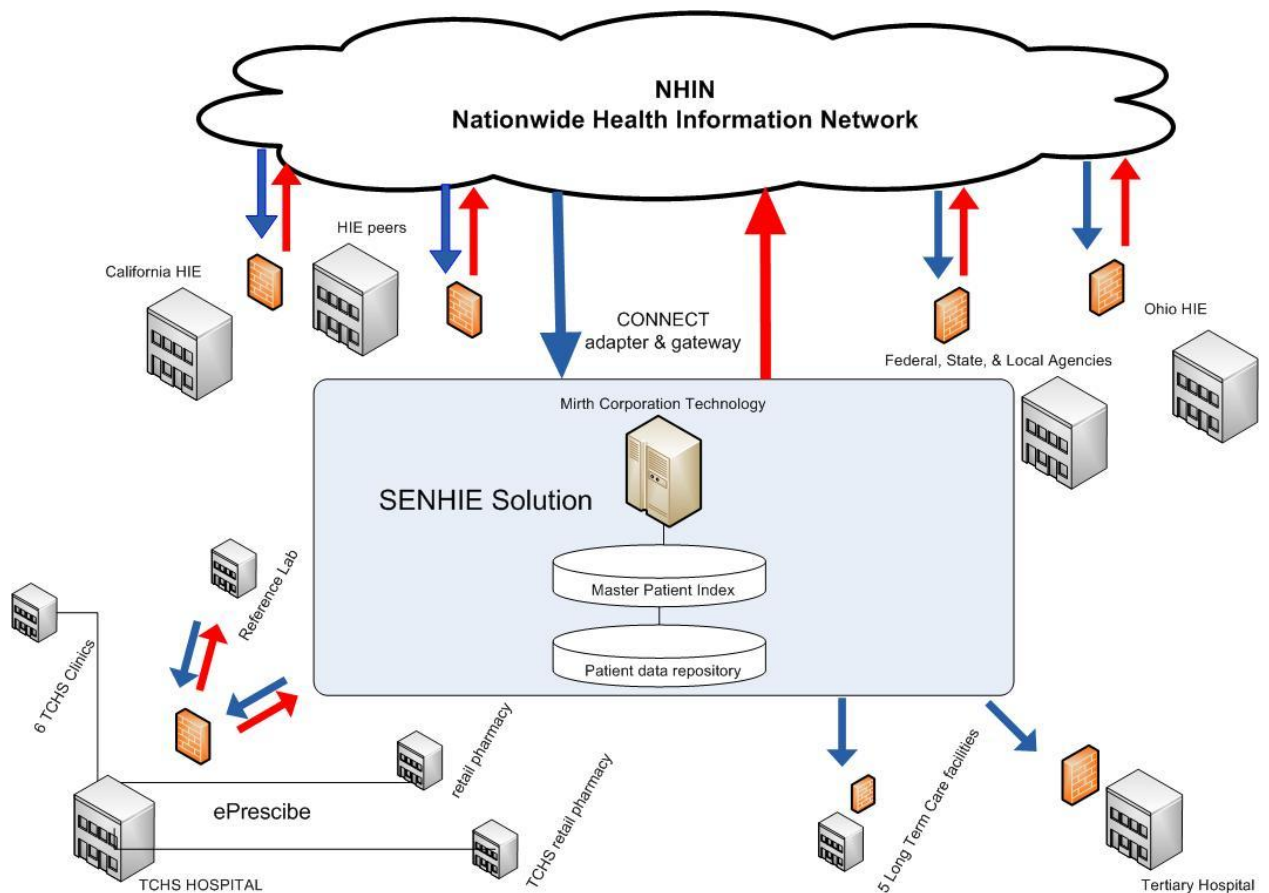 NHIN
Nationwide Health Information Network
HIE peers
California HIE
CONNECT
adapter & gateway
Ohio HIE
Federal, State, & Local Agencies
Mirth Corporation Technology
SENHIE Solution
Master Patient Index
Patient data repository
Reference Lab
6 TCHS Clinics
retail pharmacy
ePrescibe
TCHS retail pharmacy
5 Long Term Care facilities
TCHS HOSPITAL
Tertiary Hospital